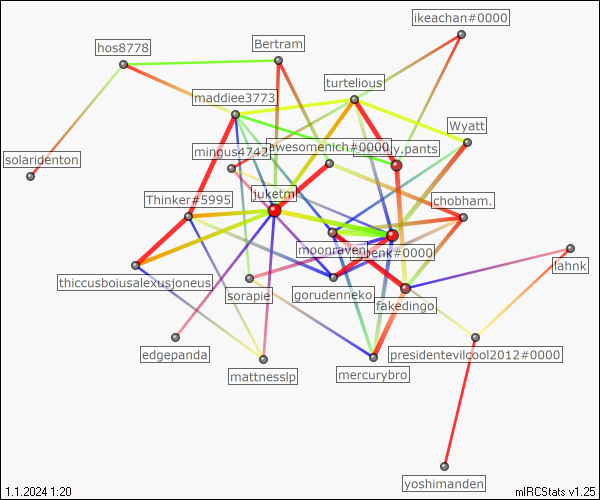 ikeachan#0000
Bertram
hos8778
turtelious
maddiee3773
Wyatt
awesomenich#0000
y.pants
mingus4742
solaridenton
Thinker#5995
juketm
chobham.
moonraven
enk#0000
lahnk
thiccusboiusalexusjoneus
sorapie
gorudenneko
fakedingo
edgepanda
presidentevilcool2012#0000
mattnesslp
mercurybro
yoshimanden
1.1.2024 1:20
mIRCStats v1.25